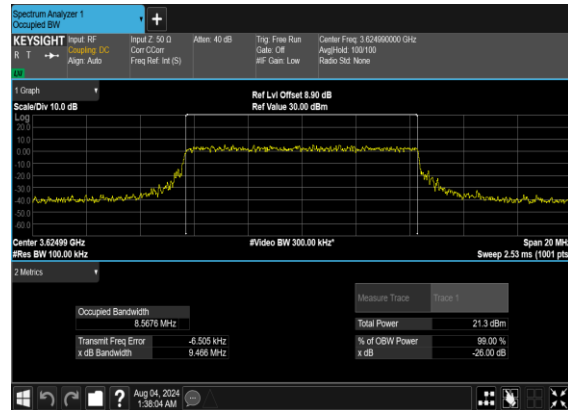 Spectrum Analyzer 1
Occupied BW
+
KEYSIGHT Input: RF Input Z: 50 Ω Atten: 40 dB Trig: Free Run Center Freq: 3.624990000 GHz
R T Coupling: DC Corr CCorr Gate: Off Avg|Hold: 100/100
Align: Auto Freq Ref: Int (S) #IF Gain: Low Radio Std: None
LNI
1 Graph
Ref Lvl Offset 8.90 dB
Scale/Div 10.0 dB Ref Value 30.00 dBm
Log
20.0
10.0
0.00
-10.0
-20.0
-30.0
-40.0
-50.0
-60.0
Center 3.62499 GHz #Video BW 300.00 kHz* Span 20 MHz
#Res BW 100.00 kHz Sweep 2.53 ms (1001 pts)
2 Metrics
Measure Trace Trace 1
Occupied Bandwidth
8.5676 MHz Total Power 21.3 dBm
Transmit Freq Error -6.505 kHz % of OBW Power 99.00 %
x dB Bandwidth 9.466 MHz x dB -26.00 dB
?
Aug 04, 2024
1:38:04 AM